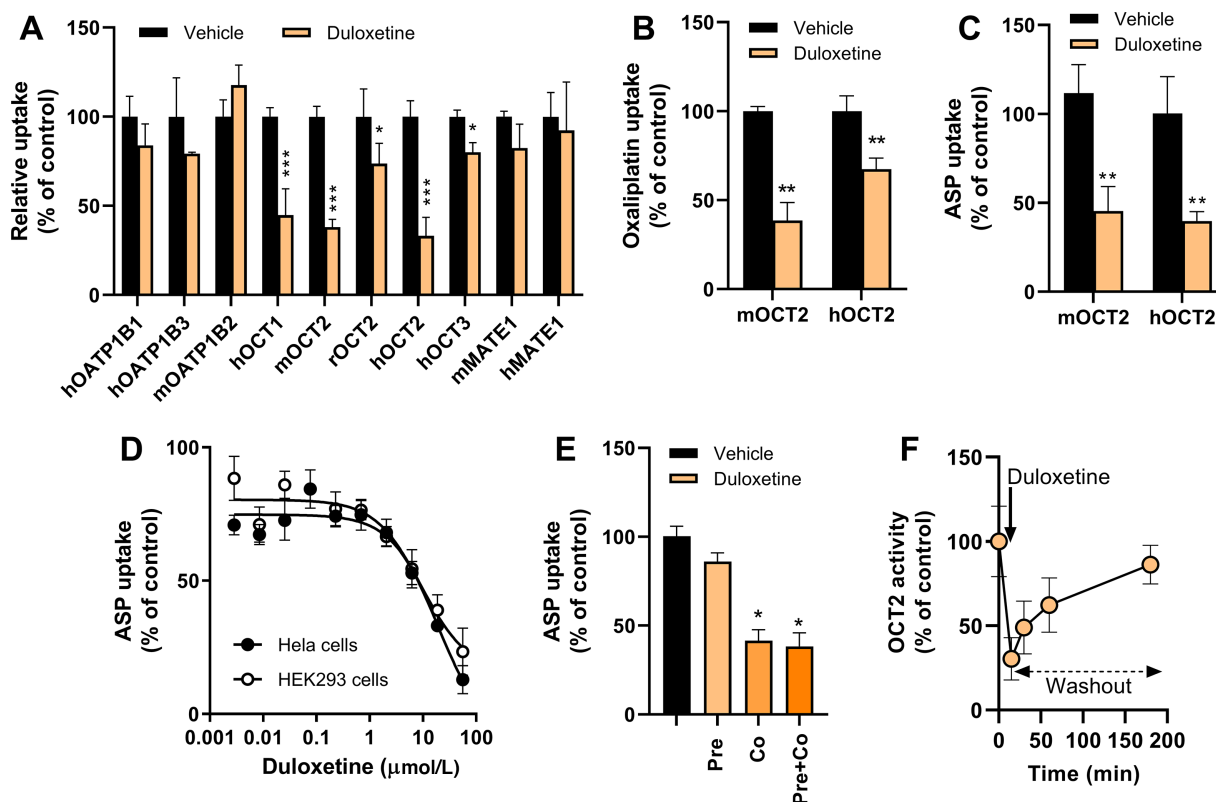 A
Vehicle
Duloxetine
Relative uptake
(% of control)
150
100
50
0
***
***
*
***
*
hOATP1B1
hOATP1B3
mOATP1B2
hOCT1
mOCT2
rOCT2
hOCT2
hOCT3
mMATE1
hMATE1
B
Vehicle
Duloxetine
Oxaliplatin uptake
(% of control)
150
100
50
0
**
**
mOCT2
hOCT2
C
Vehicle
Duloxetine
ASP uptake
(% of control)
150
100
50
0
**
**
mOCT2
hOCT2
D
ASP uptake
(% of control)
100
50
0
Hela cells
HEK293 cells
0.001
0.01
0.1
1
10
100
Duloxetine (μmol/L)
E
Vehicle
Duloxetine
ASP uptake
(% of control)
150
100
50
0
*
*
Pre
Co
Pre+Co
F
Duloxetine
OCT2 activity
(% of control)
150
100
50
0
Washout
0
50
100
150
200
Time (min)